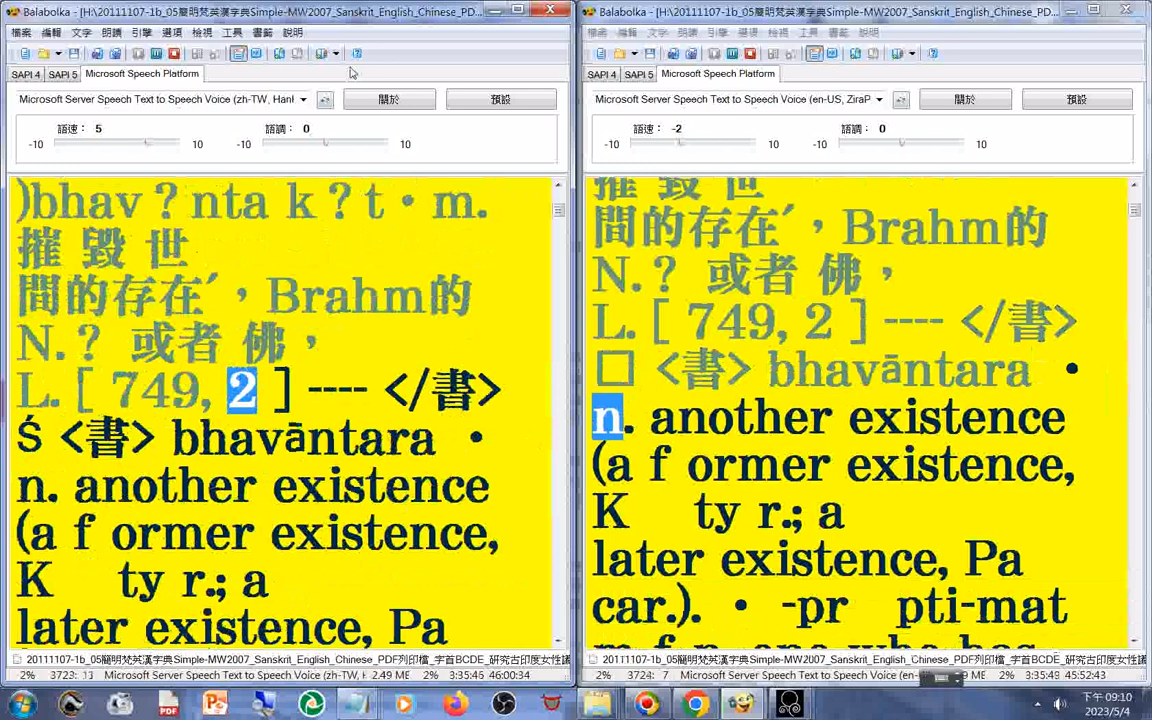 Balabolka - [H:\20111107-1b_05簡明梵英漢字典Simple-MW2007_Sanskrit_English_Chinese_PD...
檔案 編輯 文字 朗讀 引擎 選項 檢視 工具 書籤 說明
SAPI 4 SAPI 5 Microsoft Speech Platform
Microsoft Server Speech Text to Speech Voice (zh-TW, Hanl
關於
預設
語速： 5
語調： 0
-10 10 -10 10
)bhav？nta k？t•m.
摧 毀 世
間的存在ˊ，Brahm的
N.？ 或者 佛，
L. [ 749, 2 ] ---- </書>
Ś <書> bhavāntara •
n. another existence
(a f ormer existence,
K ty r.; a
later existence, Pa
20111107-1b_05簡明梵英漢字典Simple-MW2007_Sanskrit_English_Chinese_PDF列印檔_字首BCDE_研究古印度女性議
2% 3723: 13 Microsoft Server Speech Text to Speech Voice (zh-TW, H 2.49 MB 2% 3:35:45 46:00:34
Balabolka - [H:\20111107-1b_05簡明梵英漢字典Simple-MW2007_Sanskrit_English_Chinese_PD...
檔案 編輯 文字 朗讀 引擎 選項 檢視 工具 書籤 說明
SAPI 4 SAPI 5 Microsoft Speech Platform
Microsoft Server Speech Text to Speech Voice (en-US, ZiraP
關於
預設
語速： -2
語調： 0
-10 10 -10 10
摧 毀 世
間的存在ˊ，Brahm的
N.？ 或者 佛，
L. [ 749, 2 ] ---- </書>
□ <書> bhavāntara •
n. another existence
(a f ormer existence,
K ty r.; a
later existence, Pa
car.). • -pr pti-mat
m f n. one who has
20111107-1b_05簡明梵英漢字典Simple-MW2007_Sanskrit_English_Chinese_PDF列印檔_字首BCDE_研究古印度女性議
2% 3724: 7 Microsoft Server Speech Text to Speech Voice (en-U 9 MB 2% 3:35:49 45:52:43
PDF
下午 09:10
2023/5/4